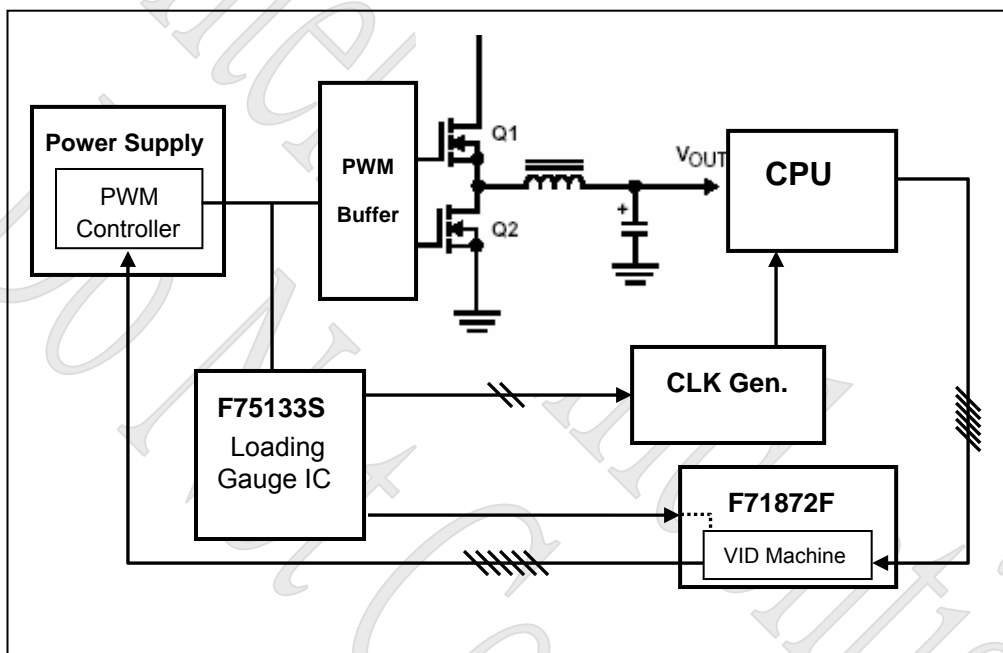 Power Supply
PWM
Controller
PWM
Buffer
Q1
Q2
VOUT
+
CPU
F75133S
Loading
Gauge IC
CLK Gen.
F71872F
VID Machine